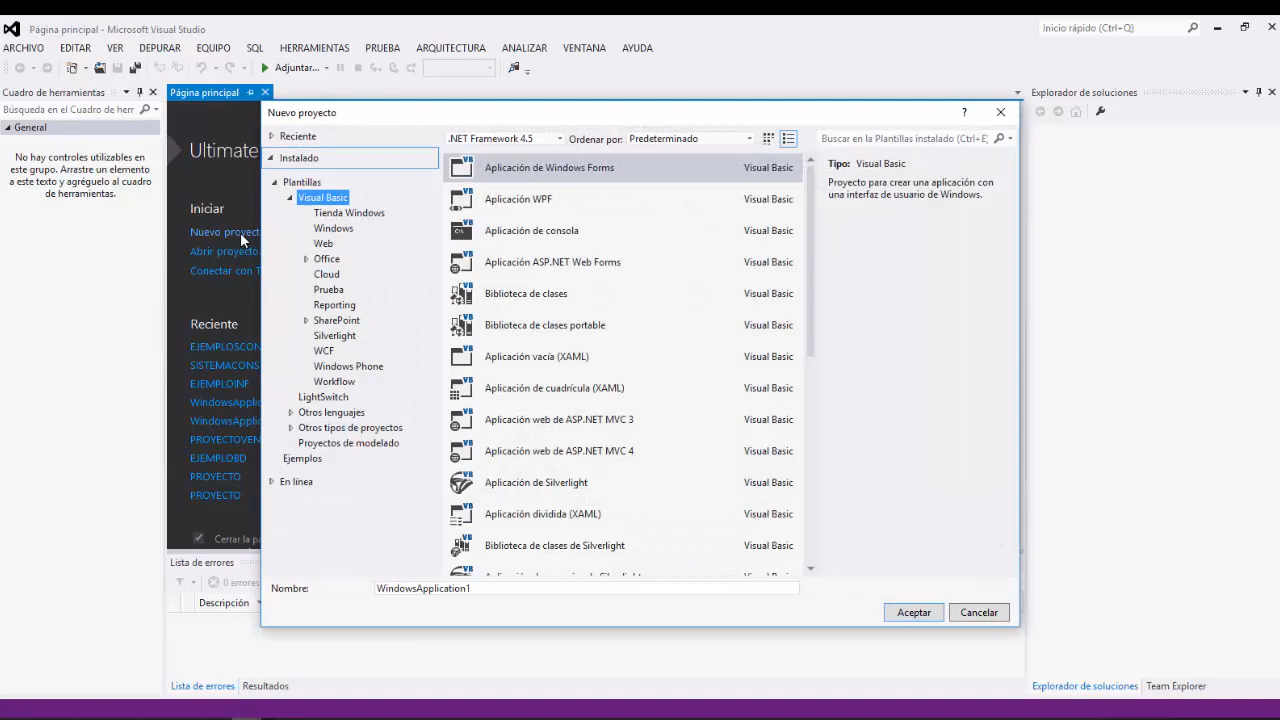 Página principal - Microsoft Visual Studio
Inicio rápido (Ctrl+Q)
ARCHIVO EDITAR VER DEPURAR EQUIPO SQL HERRAMIENTAS PRUEBA ARQUITECTURA ANALIZAR VENTANA AYUDA
Adjuntar...
Cuadro de herramientas
Búsqueda en el Cuadro de herr
General
No hay controles utilizables en
este grupo. Arrastre un elemento
a este texto y agréguelo al cuadro
de herramientas.
Página principal
Ultimate
Iniciar
Nuevo proyect
Abrir proyecto.
Conectar con T
Reciente
EJEMPLOSCON
SISTEMACONS
EJEMPLOINF
WindowsApplic
WindowsApplic
PROYECTOVEN
EJEMPLOBD
PROYECTO
PROYECTO
Cerrar la pa
Nuevo proyecto
Reciente
Instalado
Plantillas
Visual Basic
Tienda Windows
Windows
Web
Office
Cloud
Prueba
Reporting
SharePoint
Silverlight
WCF
Windows Phone
Workflow
LightSwitch
Otros lenguajes
Otros tipos de proyectos
Proyectos de modelado
Ejemplos
En línea
.NET Framework 4.5 Ordenar por: Predeterminado
Buscar en la Plantillas instalado (Ctrl+E)
Aplicación de Windows Forms Visual Basic
Aplicación WPF Visual Basic
Aplicación de consola Visual Basic
Aplicación ASP.NET Web Forms Visual Basic
Biblioteca de clases Visual Basic
Biblioteca de clases portable Visual Basic
Aplicación vacía (XAML) Visual Basic
Aplicación de cuadrícula (XAML) Visual Basic
Aplicación web de ASP.NET MVC 3 Visual Basic
Aplicación web de ASP.NET MVC 4 Visual Basic
Aplicación de Silverlight Visual Basic
Aplicación dividida (XAML) Visual Basic
Biblioteca de clases de Silverlight Visual Basic
Tipo: Visual Basic
Proyecto para crear una aplicación
con una interfaz de usuario de Windows.
Nombre: WindowsApplication1
Aceptar Cancelar
Lista de errores
0 errores
Descripción
Lista de errores Resultados
Explorador de soluciones
Explorador de soluciones Team Explorer